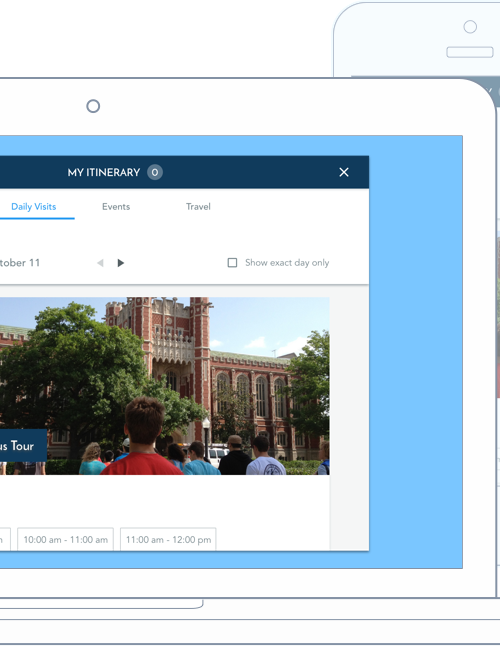 MY ITINERARY 0
Daily Visits Events Travel
tober 11
Show exact day only
us Tour
10:00 am - 11:00 am
11:00 am - 12:00 pm